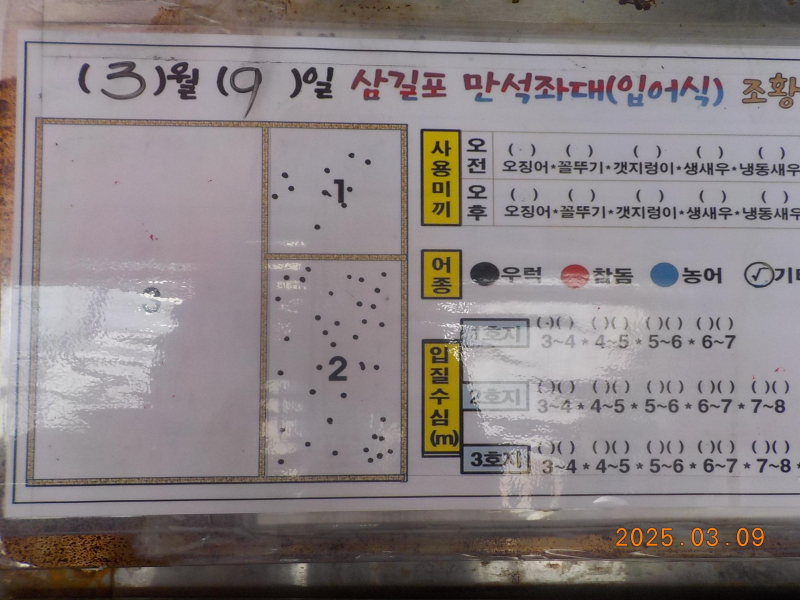 (3)월 (9)일 삼길포 만석좌대(입어식) 조황
1
2
3
사용미끼
오전
( ) ( ) ( ) ( ) ( )
오징어*꼴뚜기*갯지렁이*생새우*냉동새우
오후
( ) ( ) ( ) ( ) ( )
오징어*꼴뚜기*갯지렁이*생새우*냉동새우
어종
우럭 참돔 농어 ✓기타
입질수심(m)
1호지
( )( ) ( )( ) ( )( ) ( )( )
3~4 * 4~5 * 5~6 * 6~7
2호지
( )( ) ( )( ) ( )( ) ( )( ) ( )( )
3~4 * 4~5 * 5~6 * 6~7 * 7~8
3호지
( )( ) ( )( ) ( )( ) ( )( ) ( )( )
3~4 * 4~5 * 5~6 * 6~7 * 7~8 *
2025.03.09